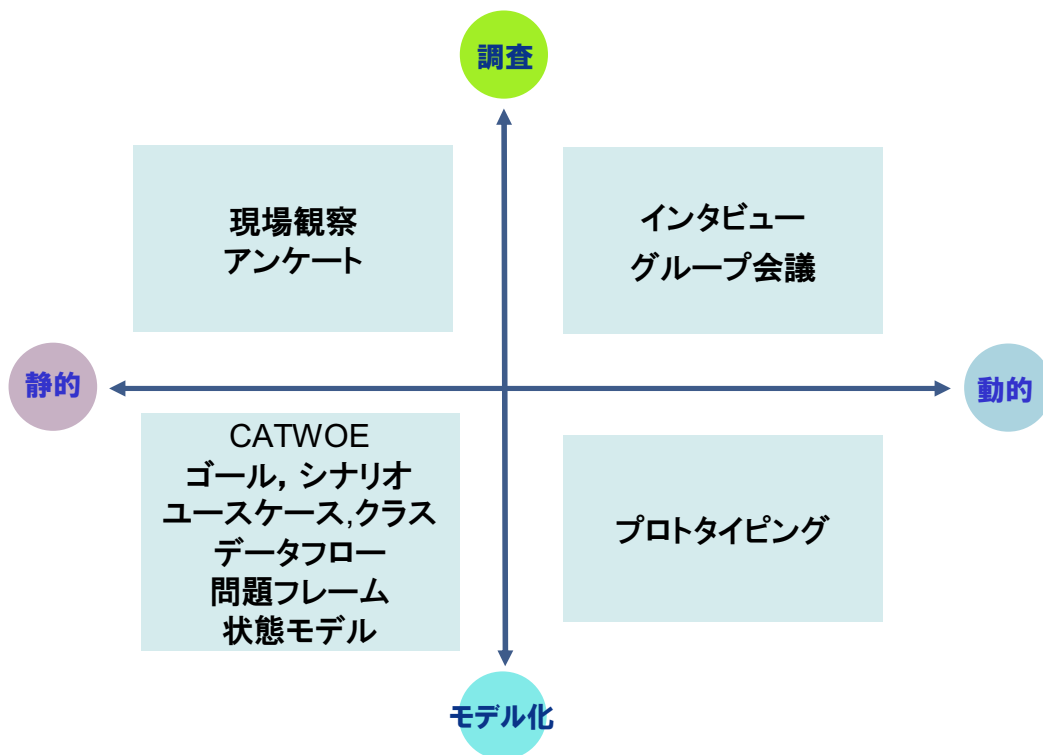 調査
現場観察
アンケート
インタビュー
グループ会議
静的
動的
CATWOE
ゴール, シナリオ
ユースケース,クラス
データフロー
問題フレーム
状態モデル
プロトタイピング
モデル化